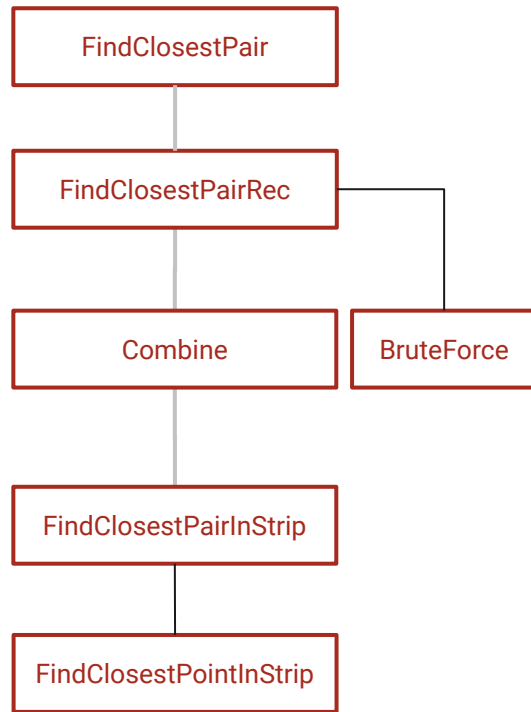 FindClosestPair
FindClosestPairRec
Combine
BruteForce
FindClosestPairInStrip
FindClosestPointInStrip